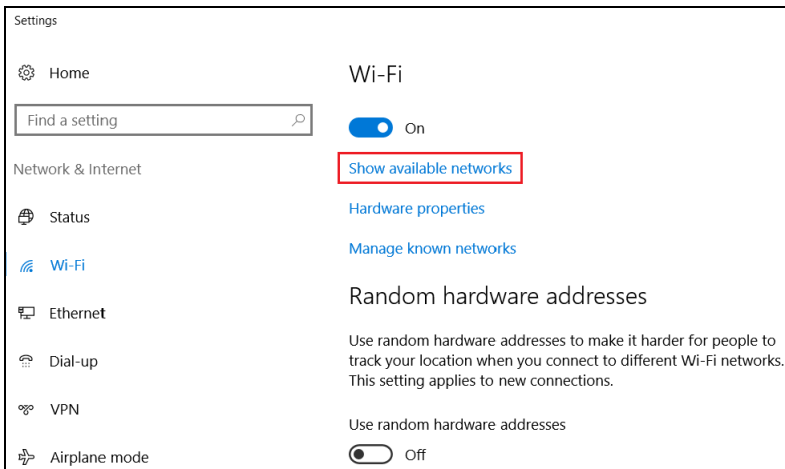 Settings
Home
Find a setting
Network & Internet
Status
Wi-Fi
Ethernet
Dial-up
VPN
Airplane mode
Wi-Fi
On
Show available networks
Hardware properties
Manage known networks
Random hardware addresses
Use random hardware addresses to make it harder for people to
track your location when you connect to different Wi-Fi networks.
This setting applies to new connections.
Use random hardware addresses
Off